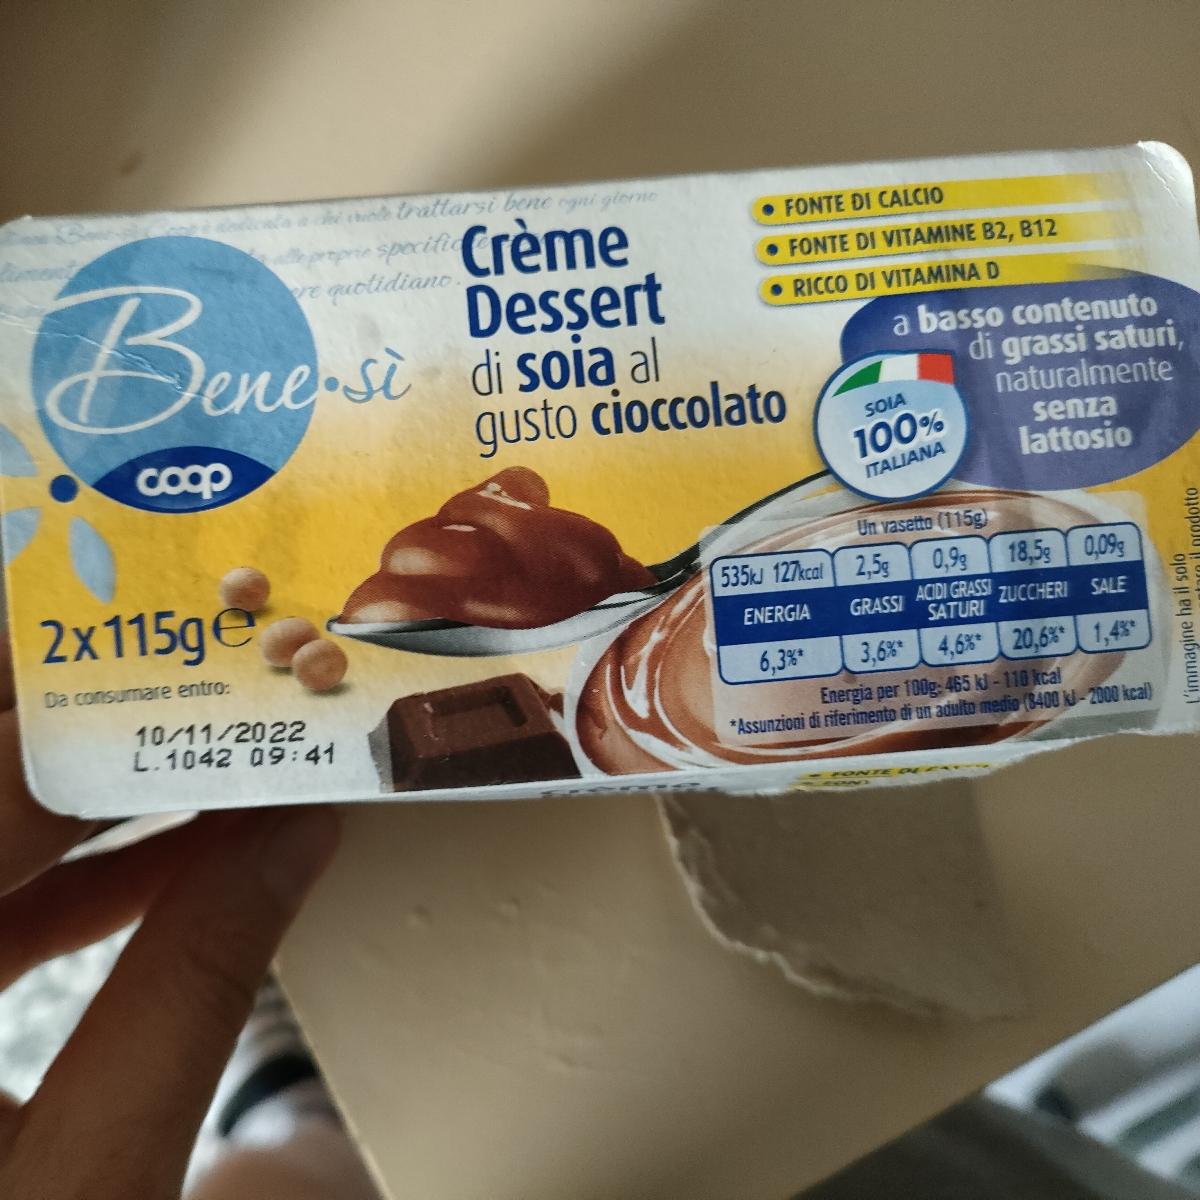 trattarsi bene ogni giorno
alle proprie
quotidiano.
Bene.sì
coop
Crème
Dessert
di soia al
gusto cioccolato
• FONTE DI CALCIO
• FONTE DI VITAMINE B2, B12
• RICCO DI VITAMINA D
a basso contenuto
di grassi saturi,
naturalmente
senza
lattosio
SOIA
100%
ITALIANA
2x115g e
Da consumare entro:
10/11/2022
L.1042 09:41
Un vasetto (115g)
535kJ 127kcal 2,5g 0,9g 18,5g 0,09g
ENERGIA GRASSI ACIDI GRASSI SATURI ZUCCHERI SALE
6,3%* 3,6%* 4,6%* 20,6%* 1,4%*
Energia per 100g: 465 kJ - 110 kcal
*Assunzioni di riferimento di un adulto medio (8400 kJ - 2000 kcal)
L'immagine ha il solo
il prodotto